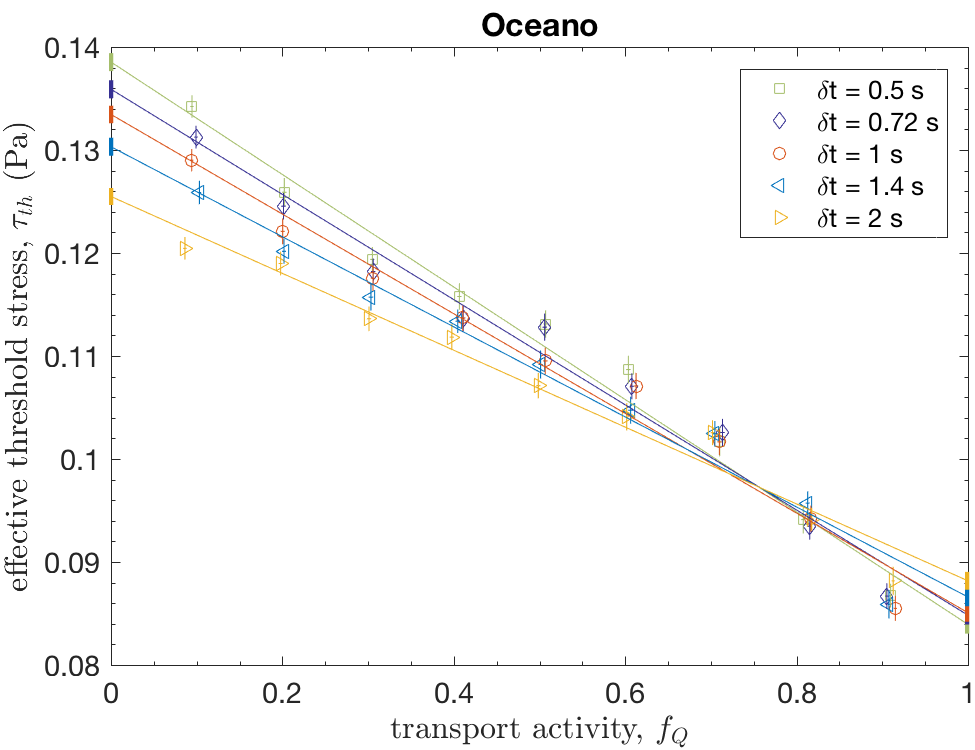 Oceano
0.14
0.13
0.12
0.11
0.1
0.09
0.08
effective threshold stress, τth (Pa)
δt = 0.5 s
δt = 0.72 s
δt = 1 s
δt = 1.4 s
δt = 2 s
0 0.2 0.4 0.6 0.8 1
transport activity, fQ